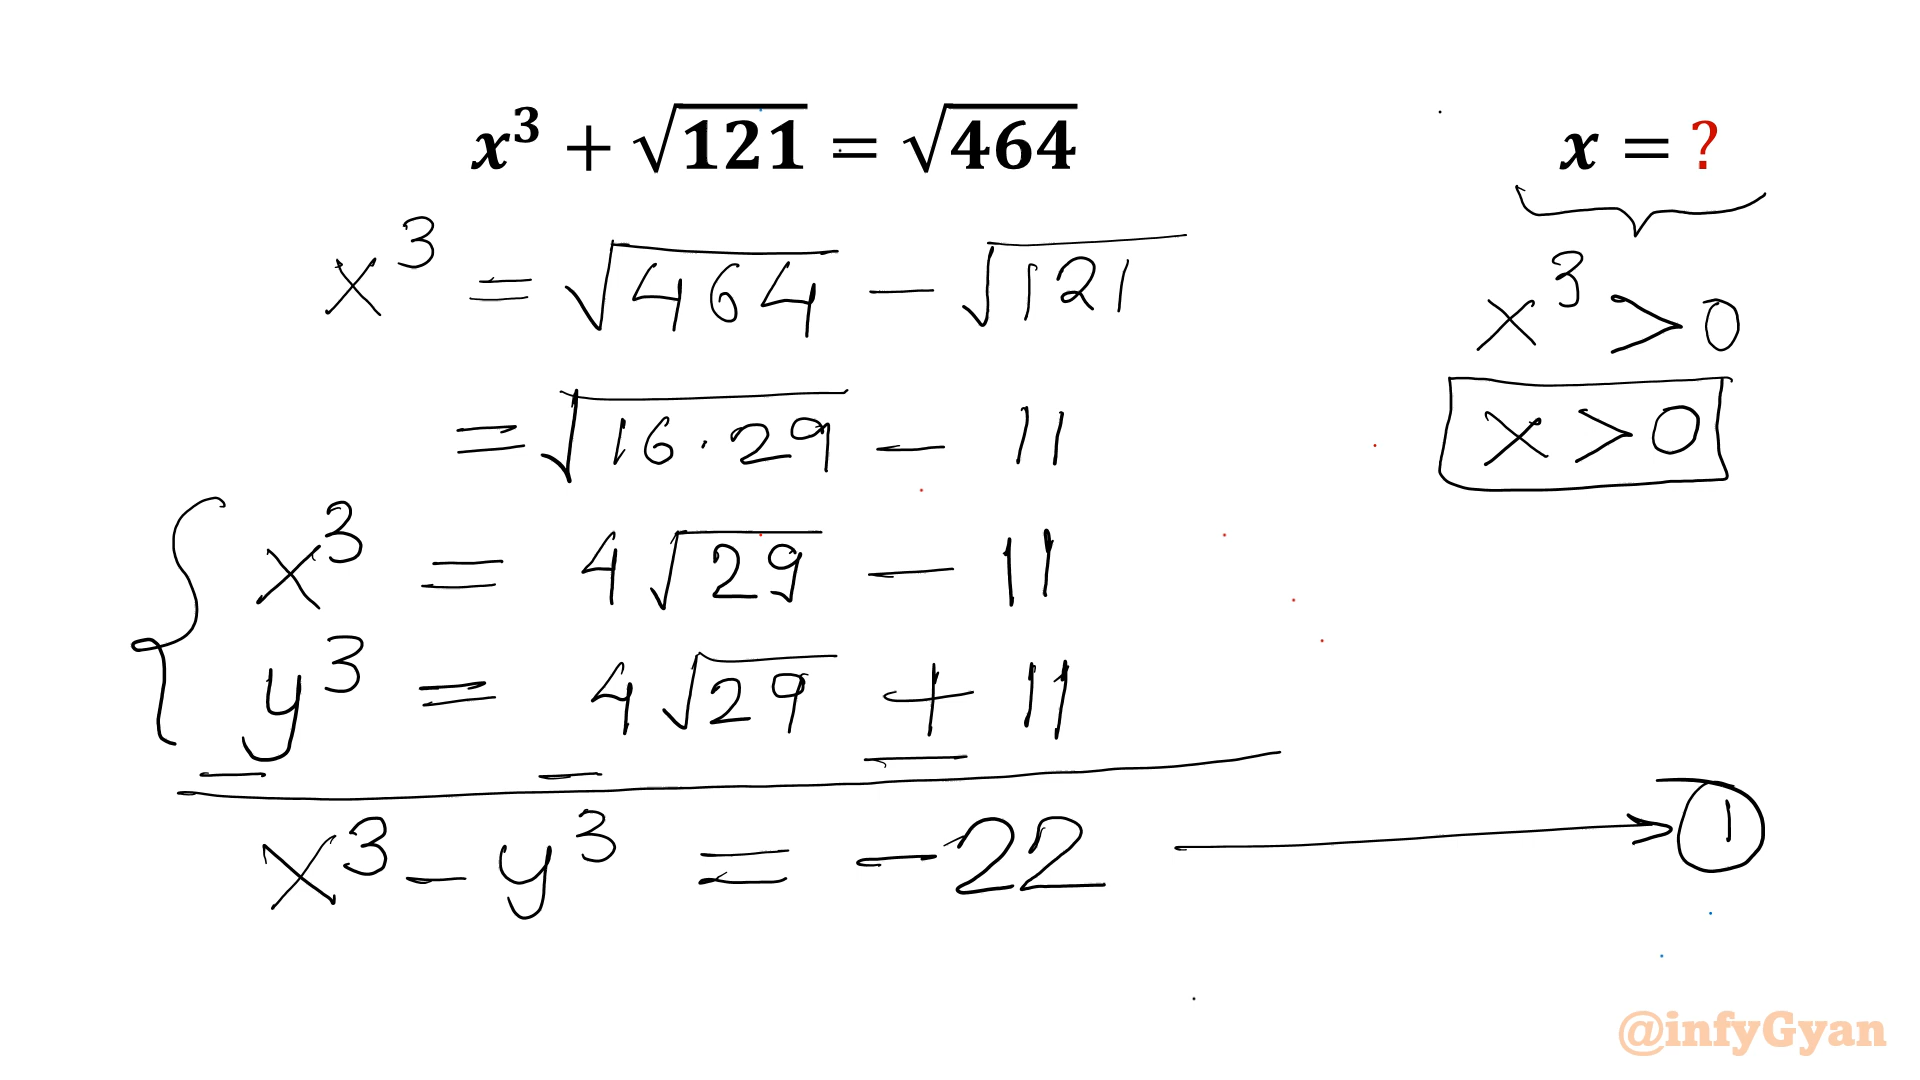 x³ + √121 = √464
x = ?
x³ = √464 − √121
x³ > 0
= √16·29 − 11
x > 0
x³ = 4√29 − 11
y³ = 4√29 + 11
− − −
x³ − y³ = −22 → ①
@infyGyan